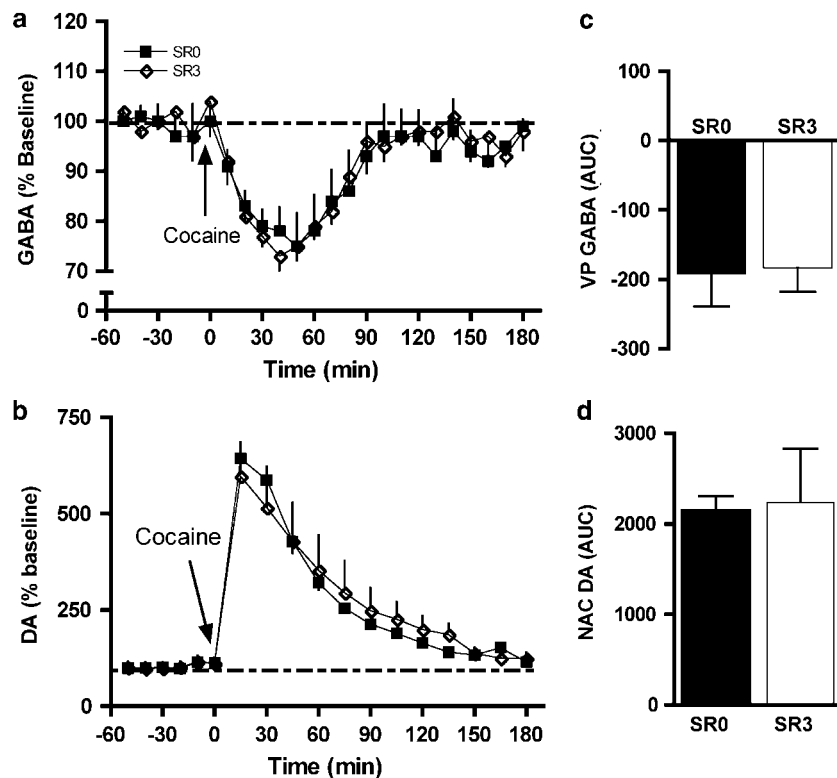 a
120
110
100
90
80
70
0
GABA (% Baseline)
SR0
SR3
Cocaine
-60 -30 0 30 60 90 120 150 180
Time (min)
b
750
500
250
0
DA (% baseline)
Cocaine
-60 -30 0 30 60 90 120 150 180
Time (min)
c
100
0
-100
-200
-300
VP GABA (AUC)
SR0 SR3
d
3000
2000
1000
0
NAC DA (AUC)
SR0 SR3